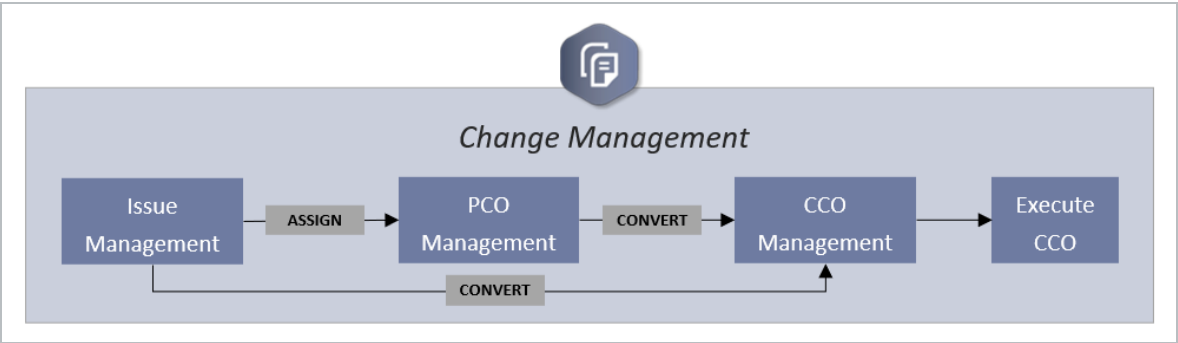 Change Management
Issue
Management
ASSIGN
PCO
Management
CONVERT
CCO
Management
Execute
CCO
CONVERT